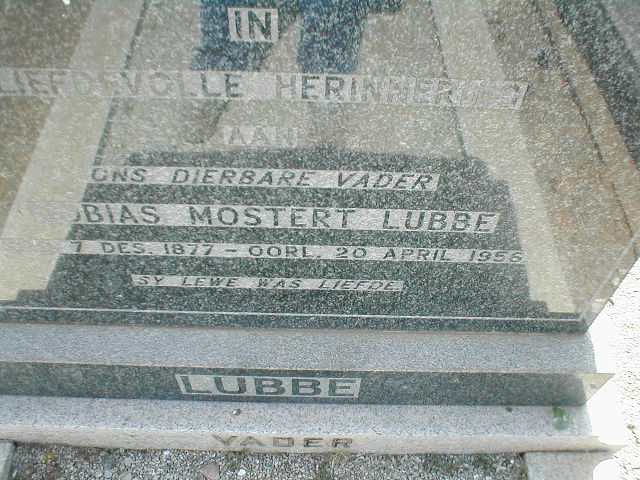 IN
LIEFDEVOLLE HERINNERING
AAN
ONS DIERBARE VADER
TOBIAS MOSTERT LUBBE
DES. 1877 – OORL. 20 APRIL 1956
SY LEWE WAS LIEFDE
LUBBE
VADER